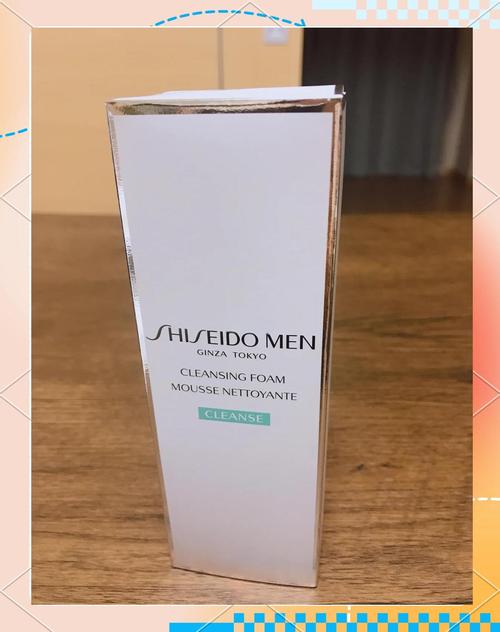 SHISEIDO MEN
GINZA TOKYO
CLEANSING FOAM
MOUSSE NETTOYANTE
CLEANSE